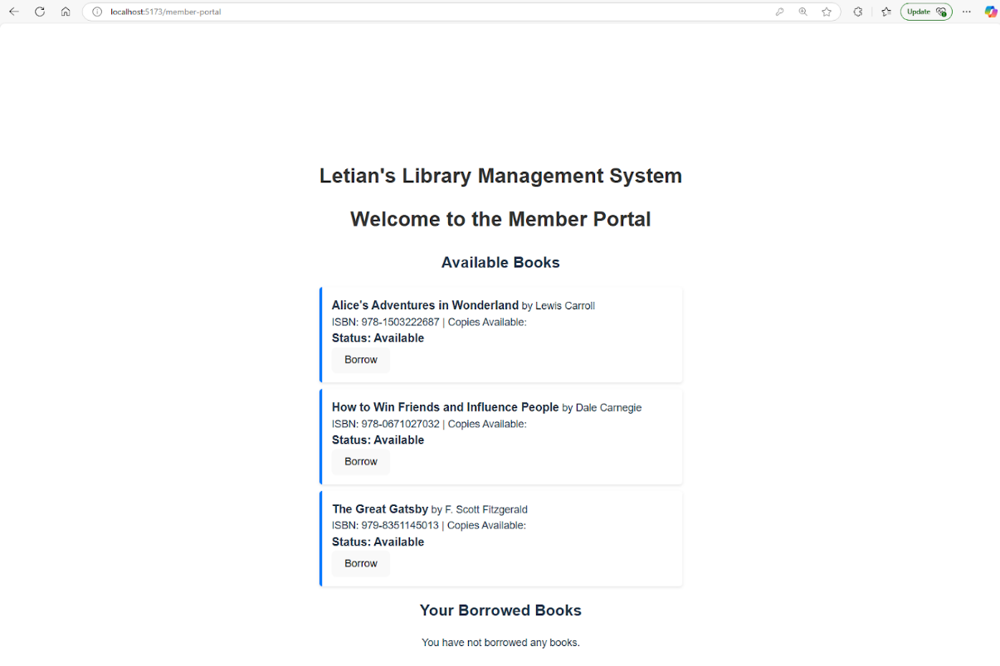 localhost:5173/member-portal
Update
Letian's Library Management System
Welcome to the Member Portal
Available Books
Alice's Adventures in Wonderland by Lewis Carroll
ISBN: 978-1503222687 | Copies Available:
Status: Available
Borrow
How to Win Friends and Influence People by Dale Carnegie
ISBN: 978-0671027032 | Copies Available:
Status: Available
Borrow
The Great Gatsby by F. Scott Fitzgerald
ISBN: 979-8351145013 | Copies Available:
Status: Available
Borrow
Your Borrowed Books
You have not borrowed any books.